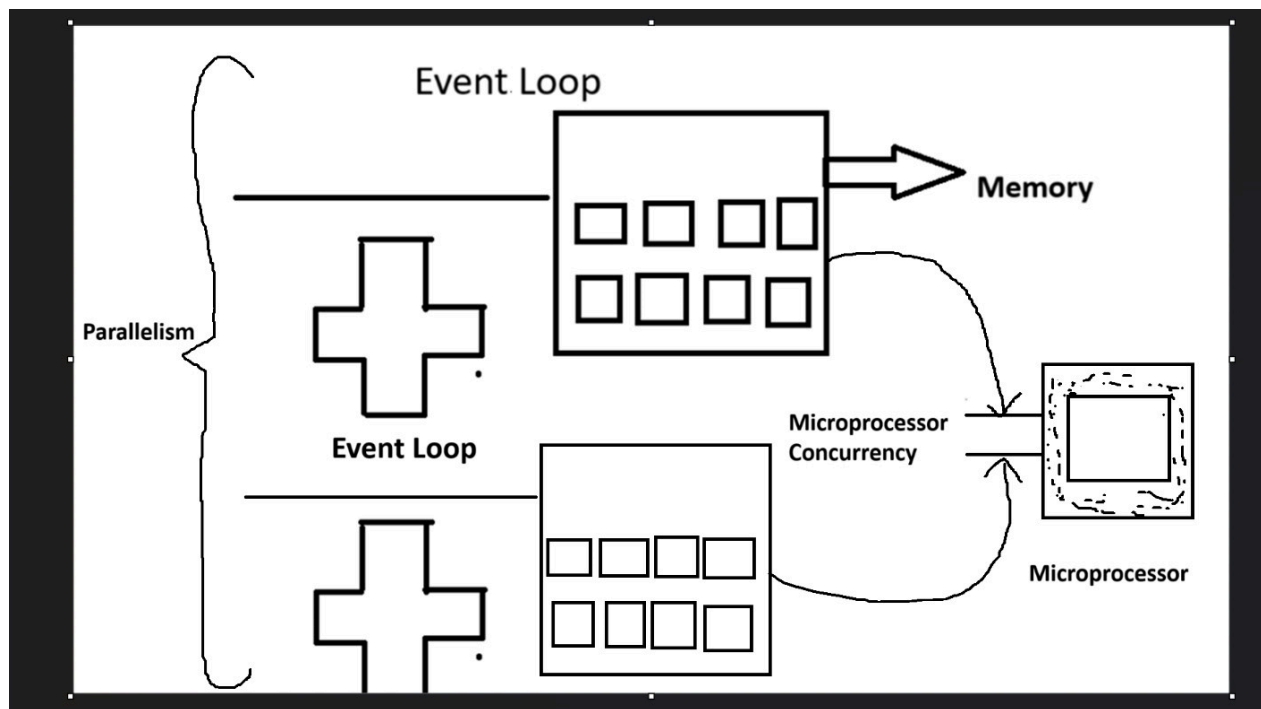 Event Loop
Memory
Parallelism
Microprocessor
Concurrency
Event Loop
Microprocessor